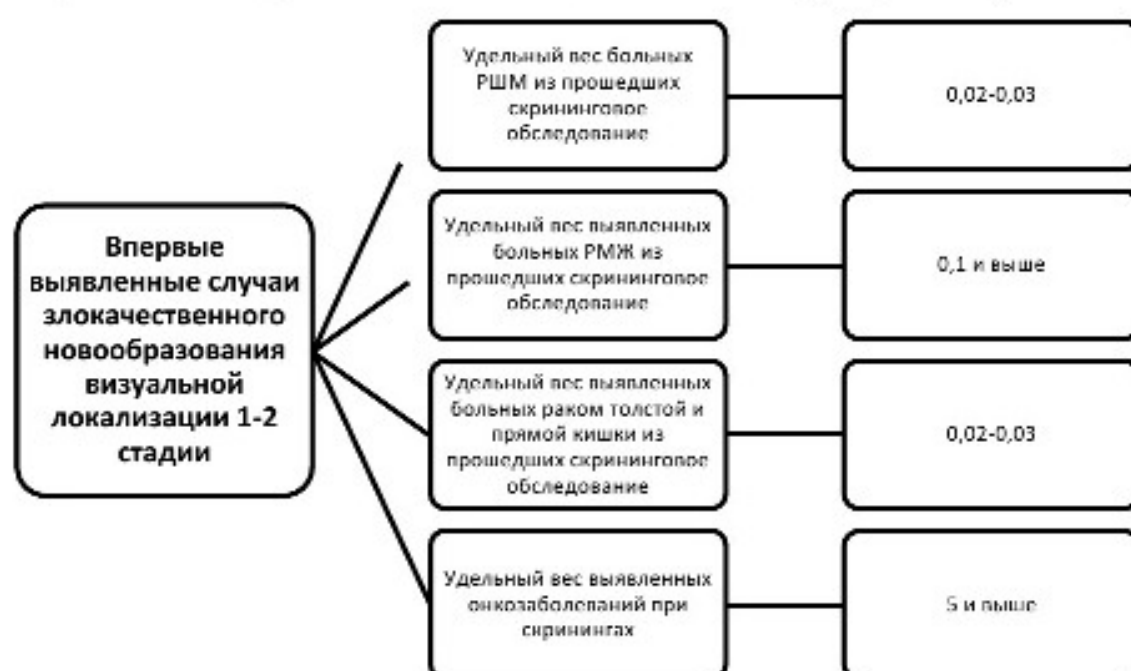 Впервые
выявленные случаи
злокачественного
новообразования
визуальной
локализации 1-2
стадии
Удельный вес больных
РШМ из прошедших
скрининговое
обследование
0,02-0,03
Удельный вес выявленных
больных РМЖ из
прошедших скрининговое
обследование
0,1 и выше
Удельный вес выявленных
больных раком толстой и
прямой кишки из
прошедших скрининговое
обследование
0,02-0,03
Удельный вес выявленных
онкозаболеваний при
скринингах
5 и выше